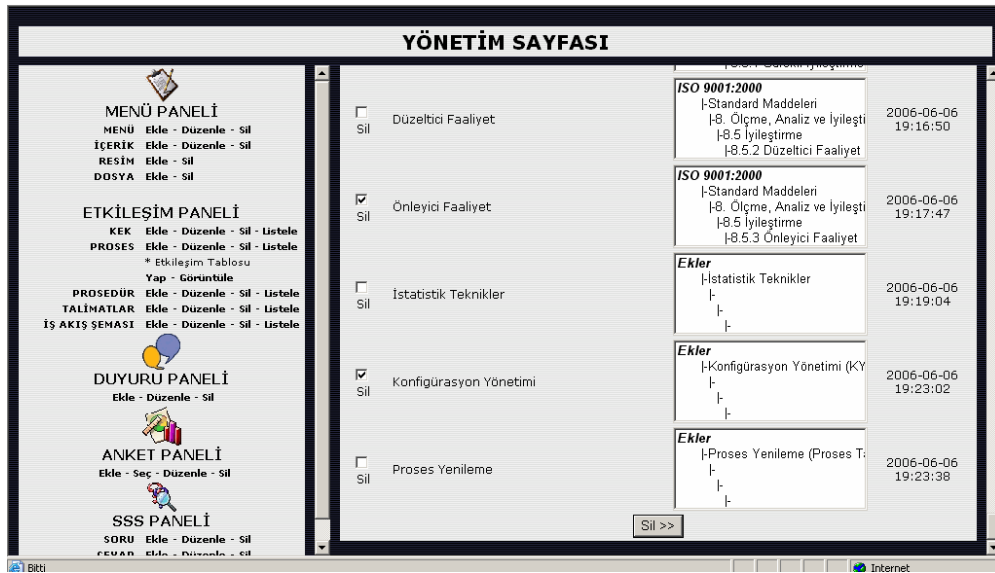 YÖNETİM SAYFASI
MENÜ PANELİ
MENÜ Ekle - Düzenle - Sil
İÇERİK Ekle - Düzenle - Sil
RESİM Ekle - Sil
DOSYA Ekle - Sil
ETKİLEŞİM PANELİ
KEK Ekle - Düzenle - Sil - Listele
PROSES Ekle - Düzenle - Sil - Listele
* Etkileşim Tablosu
Yap - Görüntüle
PROSEDÜR Ekle - Düzenle - Sil - Listele
TALİMATLAR Ekle - Düzenle - Sil - Listele
İŞ AKIŞ ŞEMASI Ekle - Düzenle - Sil - Listele
DUYURU PANELİ
Ekle - Düzenle - Sil
ANKET PANELİ
Ekle - Seç - Düzenle - Sil
SSS PANELİ
SORU Ekle - Düzenle - Sil
CEVAP Ekle - Düzenle - Sil
ISO 9001:2000
|-Standard Maddeleri
|-8. Ölçme, Analiz ve İyileşti
|-8.5 İyileştirme
|-8.5.2 Düzeltici Faaliyet
Sil
Düzeltici Faaliyet
2006-06-06
19:16:50
ISO 9001:2000
|-Standard Maddeleri
|-8. Ölçme, Analiz ve İyileşti
|-8.5 İyileştirme
|-8.5.3 Önleyici Faaliyet
Sil
Önleyici Faaliyet
2006-06-06
19:17:47
Ekler
|-İstatistik Teknikler
|-
|-
|-
Sil
İstatistik Teknikler
2006-06-06
19:19:04
Ekler
|-Konfigürasyon Yönetimi (KY
|-
|-
|-
Sil
Konfigürasyon Yönetimi
2006-06-06
19:23:02
Ekler
|-Proses Yenileme (Proses Ta
|-
|-
|-
Sil
Proses Yenileme
2006-06-06
19:23:38
Sil >>
Bitti
Internet